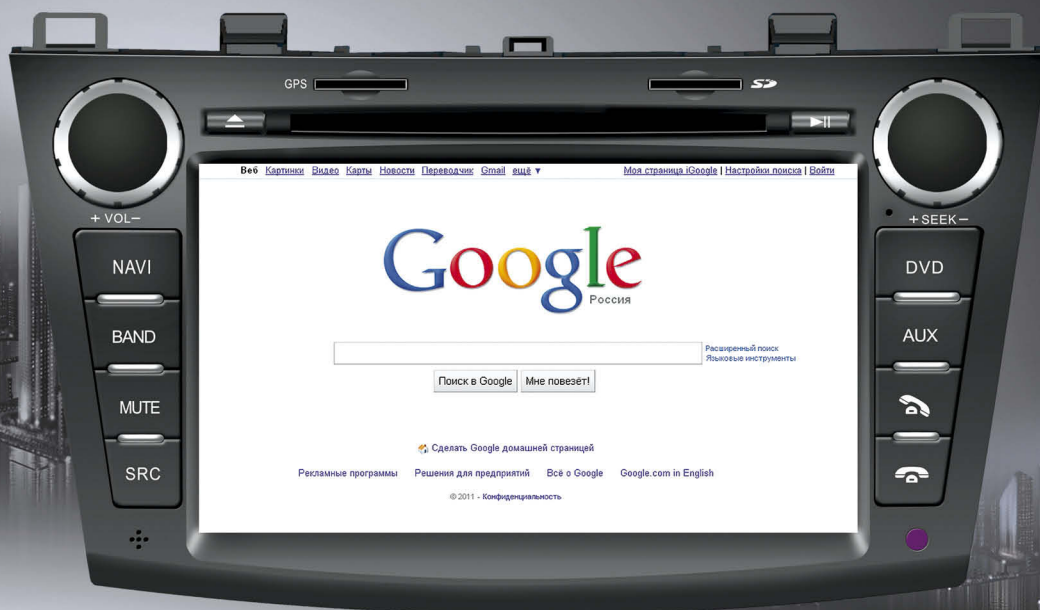 GPS SD
Веб Картинки Видео Карты Новости Переводчик Gmail ещё ▼ Моя страница iGoogle | Настройки поиска | Войти
+ VOL − + SEEK −
Google
NAVI DVD
Россия
BAND AUX
Расширенный поиск
Языковые инструменты
Поиск в Google Мне повезёт!
MUTE
Сделать Google домашней страницей
SRC
Рекламные программы Решения для предприятий Всё о Google Google.com in English
© 2011 - Конфиденциальность